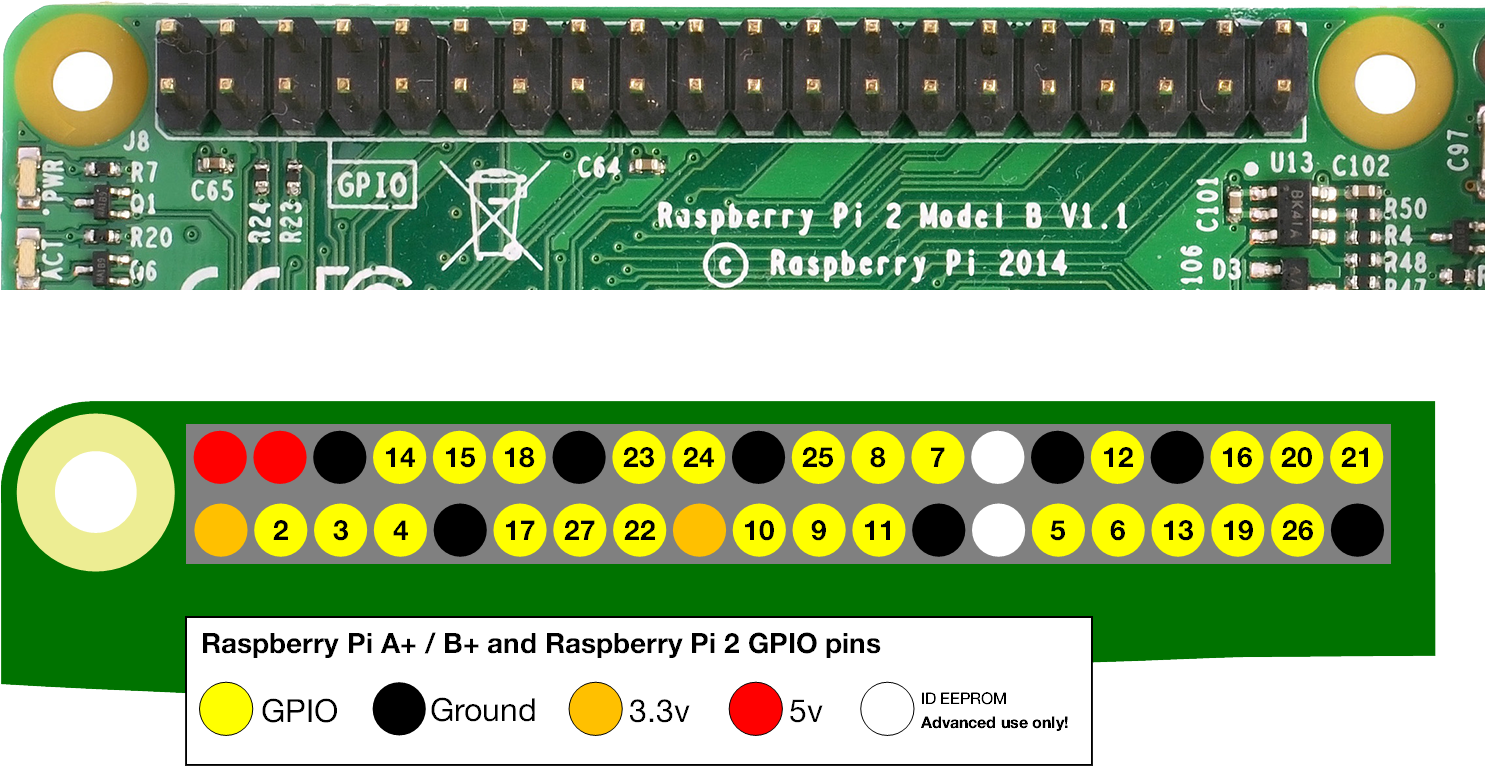 J8
PWR
R7
Q1
C65
R24
R23
GPIO
C64
U13
C102
C97
C101
8K41A
R50
R4
R20
ACT
Q6
Raspberry Pi 2 Model B V1.1
© Raspberry Pi 2014
D3
R48
R47
14 15 18 23 24 25 8 7 12 16 20 21
2 3 4 17 27 22 10 9 11 5 6 13 19 26
Raspberry Pi A+ / B+ and Raspberry Pi 2 GPIO pins
GPIO
Ground
3.3v
5v
ID EEPROM
Advanced use only!